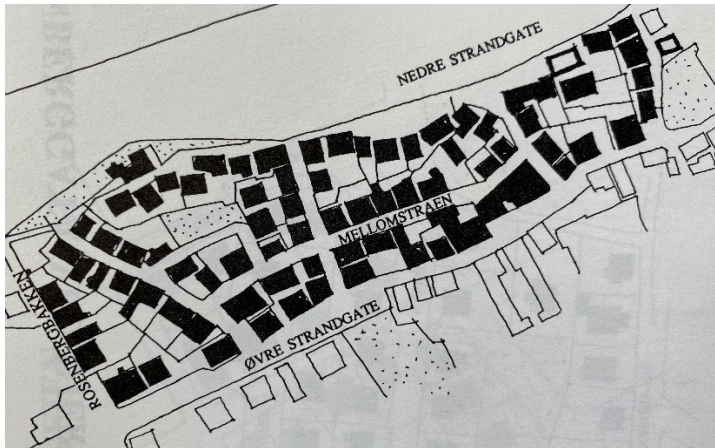 NEDRE STRANDGATE
MELLOMSTRAEN
ØVRE STRANDGATE
ROSENBERGBAKKEN